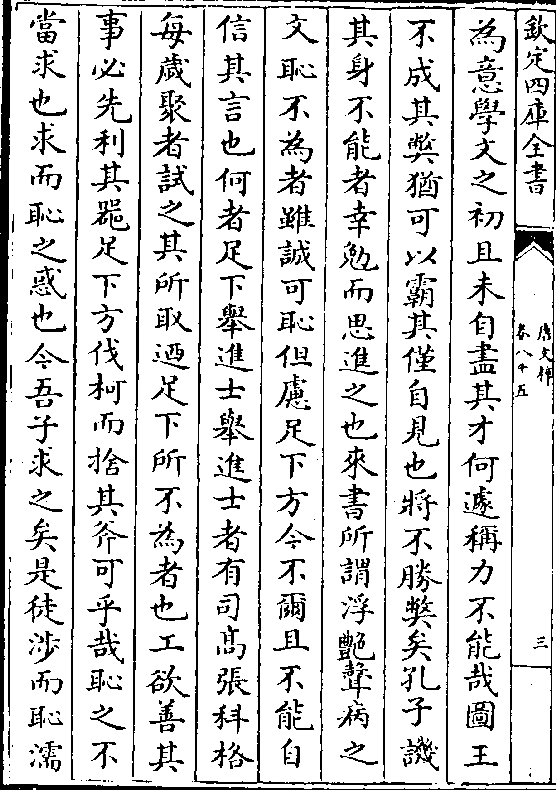 欽定四庫全書
唐文粹
卷八十五
三
為意學文之初且未自盡其才何遽稱力不能哉圖王
不成其弊猶可以霸其僅自見也將不勝弊矣孔子譏
其身不能者幸勉而思進之也來書所謂浮艶聲病之
文恥不為者雖誠可恥但慮足下方今不爾且不能自
信其言也何者足下舉進士舉進士者有司髙張科格
每歲聚者試之其所取迺足下所不為者也工欲善其
事必先利其器足下方伐柯而捨其斧可乎哉恥之不
當求也求而恥之惑也今吾子求之矣是徒涉而恥濡